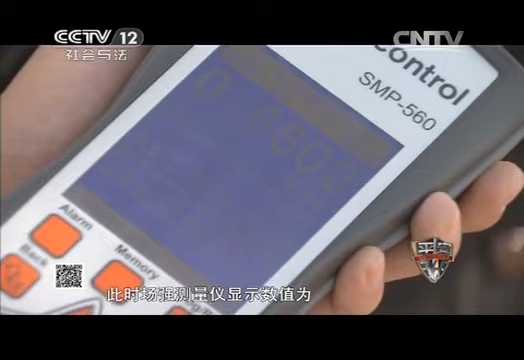 CCTV 12
社会与法
CNTV
Control
SMP-560
Alarm
Memory
Back
此时场强测量仪显示数值为